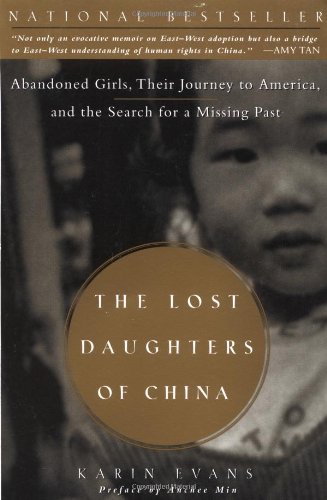 NATIONAL BESTSELLER
"Not only an evocative memoir on East-West adoption but also a bridge
to East-West understanding of human rights in China." —AMY TAN
Abandoned Girls, Their Journey to America,
and the Search for a Missing Past
THE LOST
DAUGHTERS
OF CHINA
KARIN EVANS
Preface by Anchee Min